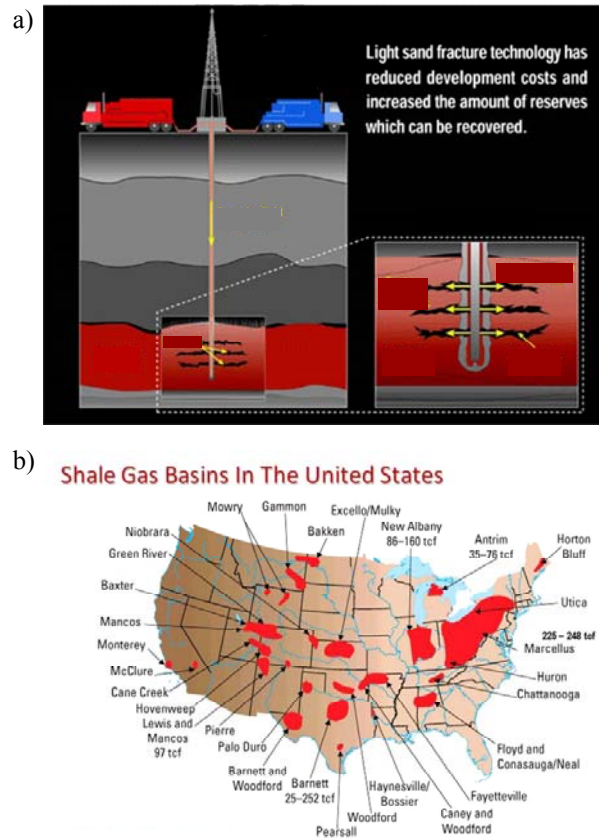 a)
Light sand fracture technology has
reduced development costs and
increased the amount of reserves
which can be recovered.
b)
Shale Gas Basins In The United States
Gammon
Mowry
Excello/Mulky
New Albany
86–160 tcf
Antrim
35–76 tcf
Horton
Bluff
Niobrara
Bakken
Green River
Baxter
Utica
Mancos
225 – 248 tcf
Marcellus
Monterey
McClure
Huron
Cane Creek
Chattanooga
Hovenweep
Lewis and
Mancos
97 tcf
Pierre
Palo Duro
Floyd and
Conasauga/Neal
Barnett and
Woodford
Barnett
25–252 tcf
Haynesville/
Bossier
Fayetteville
Pearsall
Woodford
Caney and
Woodford